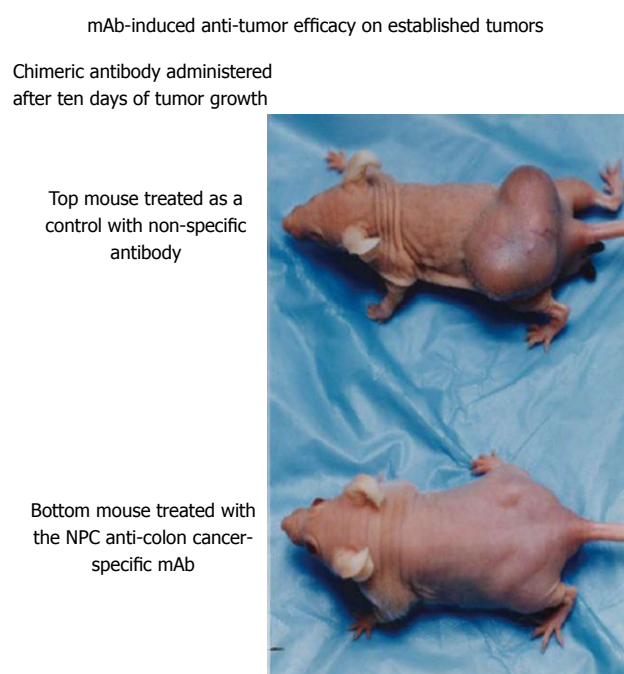 mAb-induced anti-tumor efficacy on established tumors
Chimeric antibody administered
after ten days of tumor growth
Top mouse treated as a
control with non-specific
antibody
Bottom mouse treated with
the NPC anti-colon cancer-
specific mAb